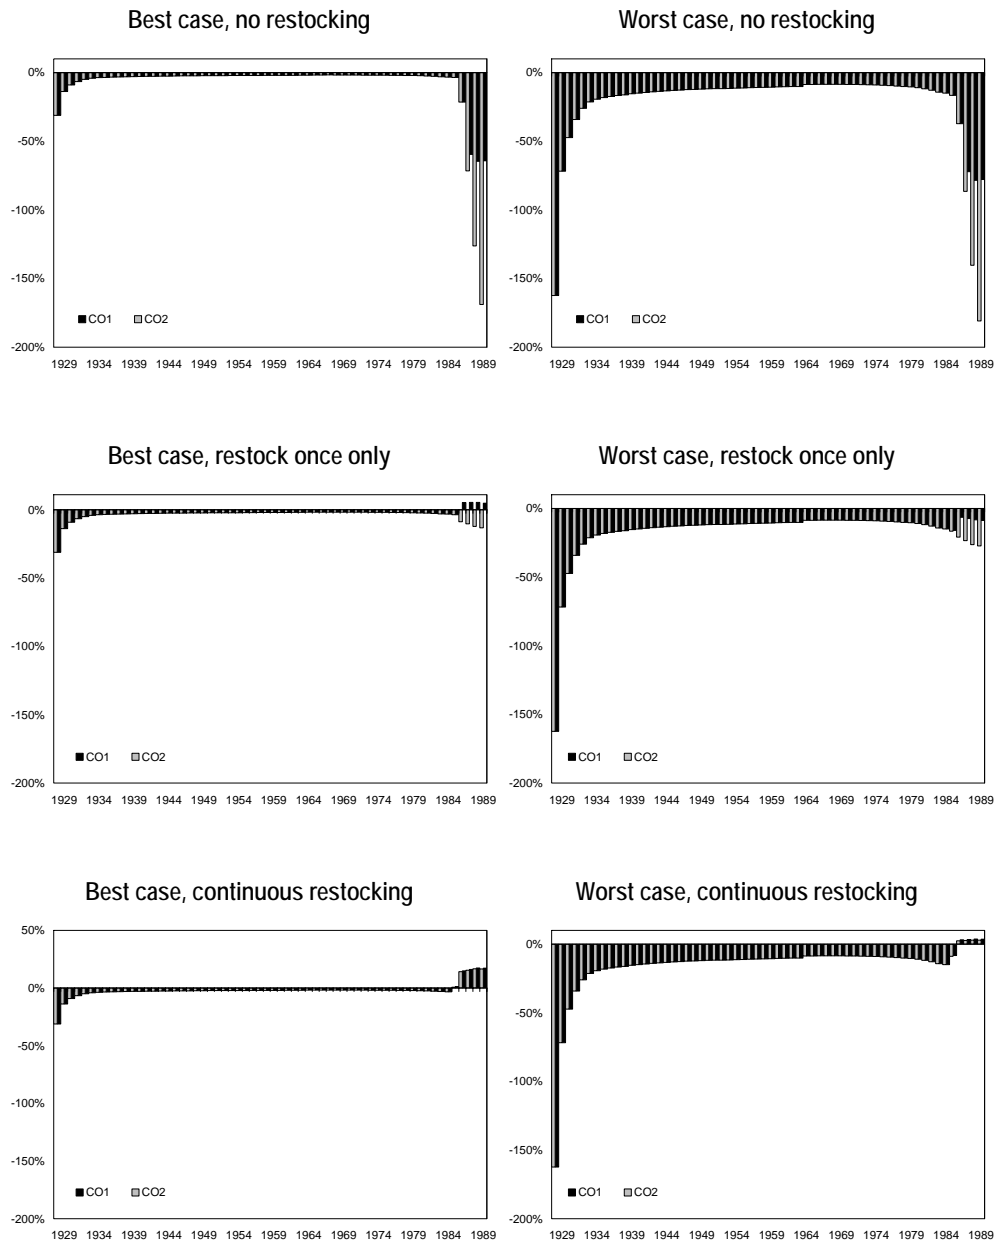 Best case, no restocking
0%
-50%
-100%
-150%
-200%
CO1 CO2
1929 1934 1939 1944 1949 1954 1959 1964 1969 1974 1979 1984 1989
Worst case, no restocking
0%
-50%
-100%
-150%
-200%
CO1 CO2
1929 1934 1939 1944 1949 1954 1959 1964 1969 1974 1979 1984 1989
Best case, restock once only
0%
-50%
-100%
-150%
-200%
CO1 CO2
1929 1934 1939 1944 1949 1954 1959 1964 1969 1974 1979 1984 1989
Worst case, restock once only
0%
-50%
-100%
-150%
-200%
CO1 CO2
1929 1934 1939 1944 1949 1954 1959 1964 1969 1974 1979 1984 1989
Best case, continuous restocking
50%
0%
-50%
-100%
-150%
-200%
CO1 CO2
1929 1934 1939 1944 1949 1954 1959 1964 1969 1974 1979 1984 1989
Worst case, continuous restocking
0%
-50%
-100%
-150%
-200%
CO1 CO2
1929 1934 1939 1944 1949 1954 1959 1964 1969 1974 1979 1984 1989